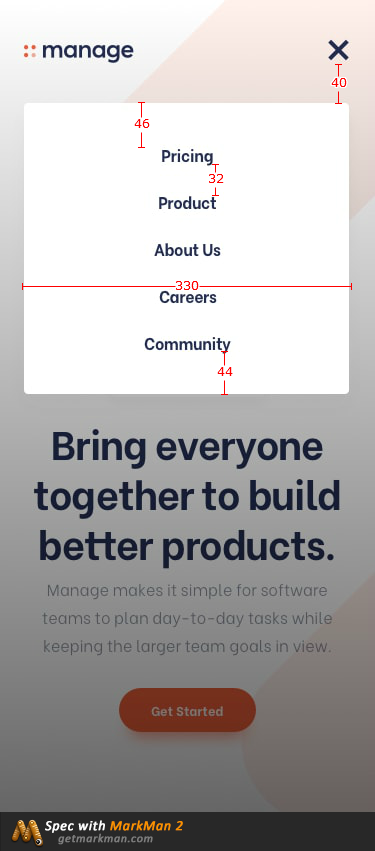 manage
40
46
Pricing
32
Product
About Us
330
Careers
Community
44
Bring everyone
together to build
better products.
Manage makes it simple for software
teams to plan day-to-day tasks while
keeping the larger team goals in view.
Get Started
Spec with MarkMan 2
getmarkman.com